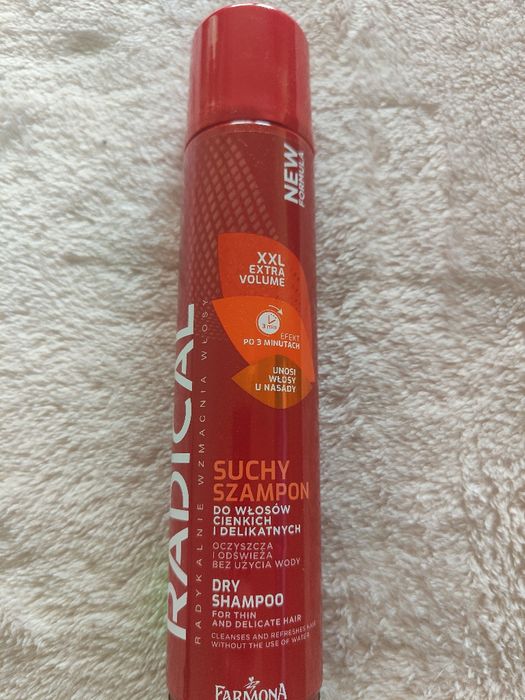 NEW
FORMULA
XXL
EXTRA
VOLUME
3 min
EFEKT
PO 3 MINUTACH
UNOSI
WŁOSY
U NASADY
RADICAL
RADYKALNIE WZMACNIA WŁOSY
SUCHY
SZAMPON
DO WŁOSÓW
CIENKICH
I DELIKATNYCH
OCZYSZCZA
I ODŚWIEŻA
BEZ UŻYCIA WODY
DRY
SHAMPOO
FOR THIN
AND DELICATE HAIR
CLEANSES AND REFRESHES HAIR
WITHOUT THE USE OF WATER
FARMONA